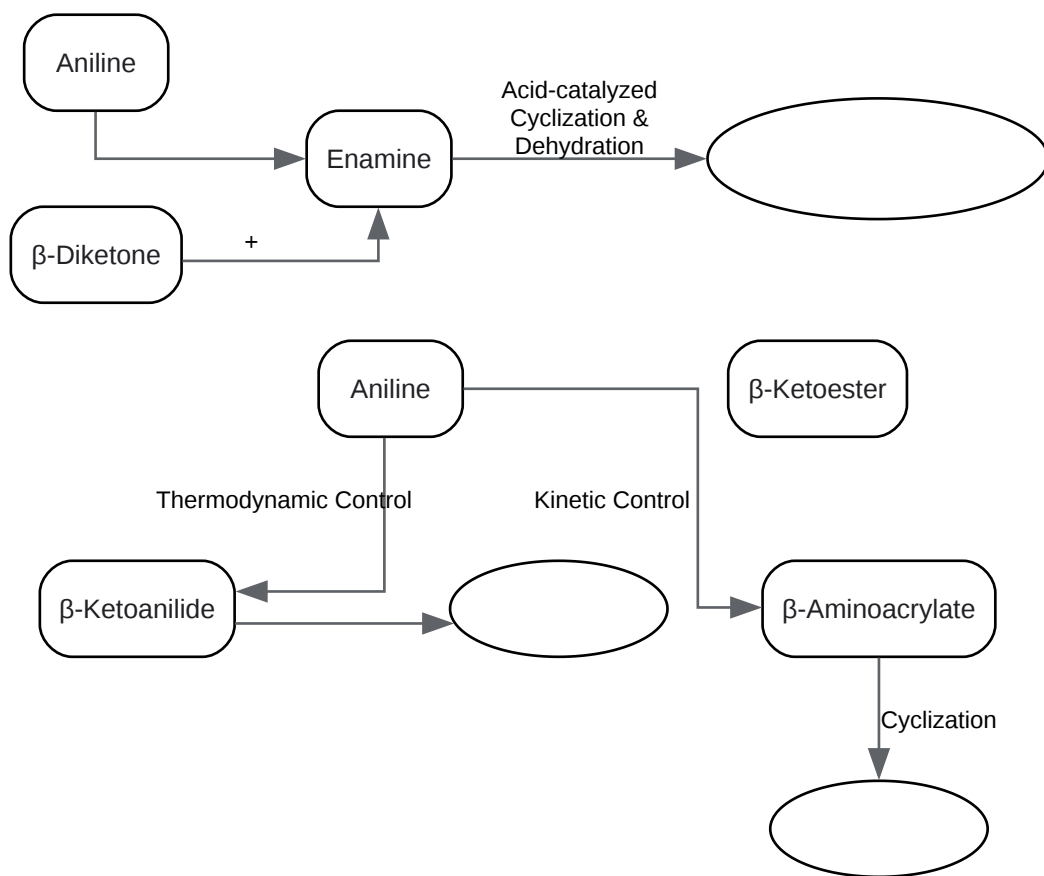 Aniline
Acid-catalyzed
Cyclization &
Dehydration
Enamine
β-Diketone
+
Aniline
β-Ketoester
Thermodynamic Control
Kinetic Control
β-Ketoanilide
β-Aminoacrylate
Cyclization